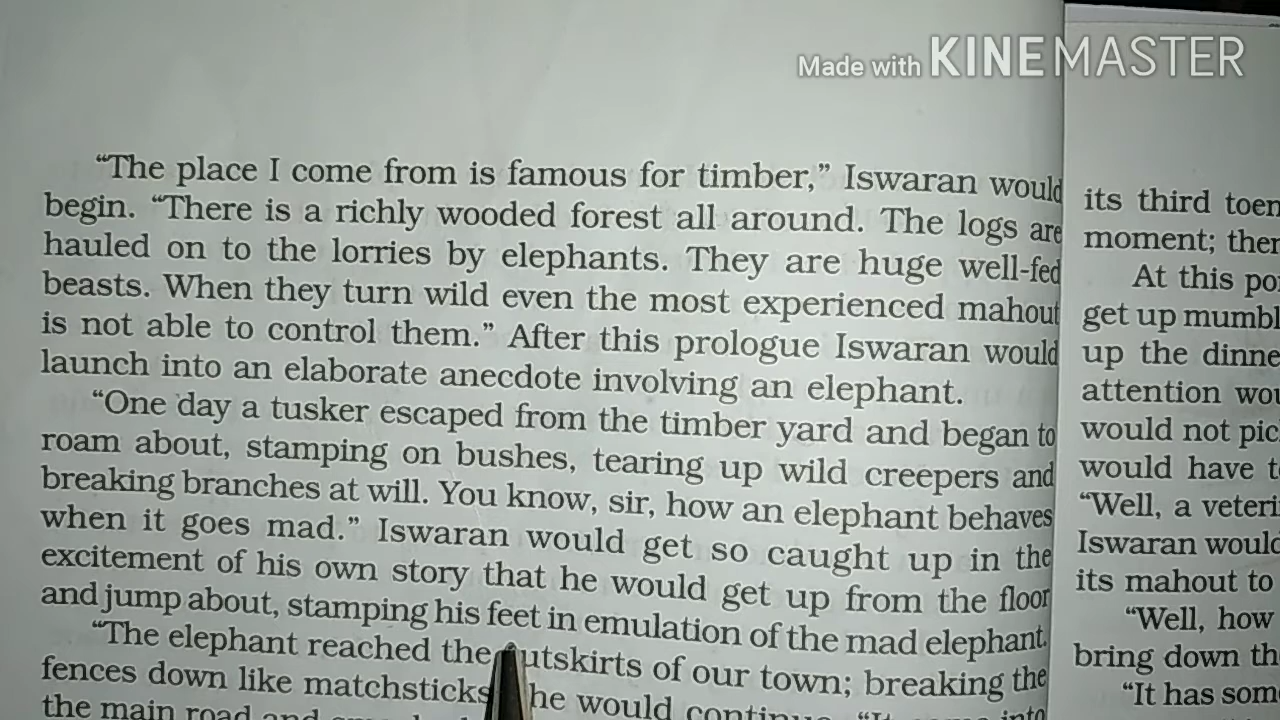 Made with KINEMASTER
“The place I come from is famous for timber,” Iswaran would
begin. “There is a richly wooded forest all around. The logs are
hauled on to the lorries by elephants. They are huge well-fed
beasts. When they turn wild even the most experienced mahout
is not able to control them.” After this prologue Iswaran would
launch into an elaborate anecdote involving an elephant.
“One day a tusker escaped from the timber yard and began to
roam about, stamping on bushes, tearing up wild creepers and
breaking branches at will. You know, sir, how an elephant behaves
when it goes mad.” Iswaran would get so caught up in the
excitement of his own story that he would get up from the floor
and jump about, stamping his feet in emulation of the mad elephant.
“The elephant reached the utskirts of our town; breaking the
fences down like matchsticks he would
the main road and
its third
moment;
At this
get up
up the
attention
would not
would have
“Well, a
Iswaran would
its mahout to
“Well, how
bring down
“It has